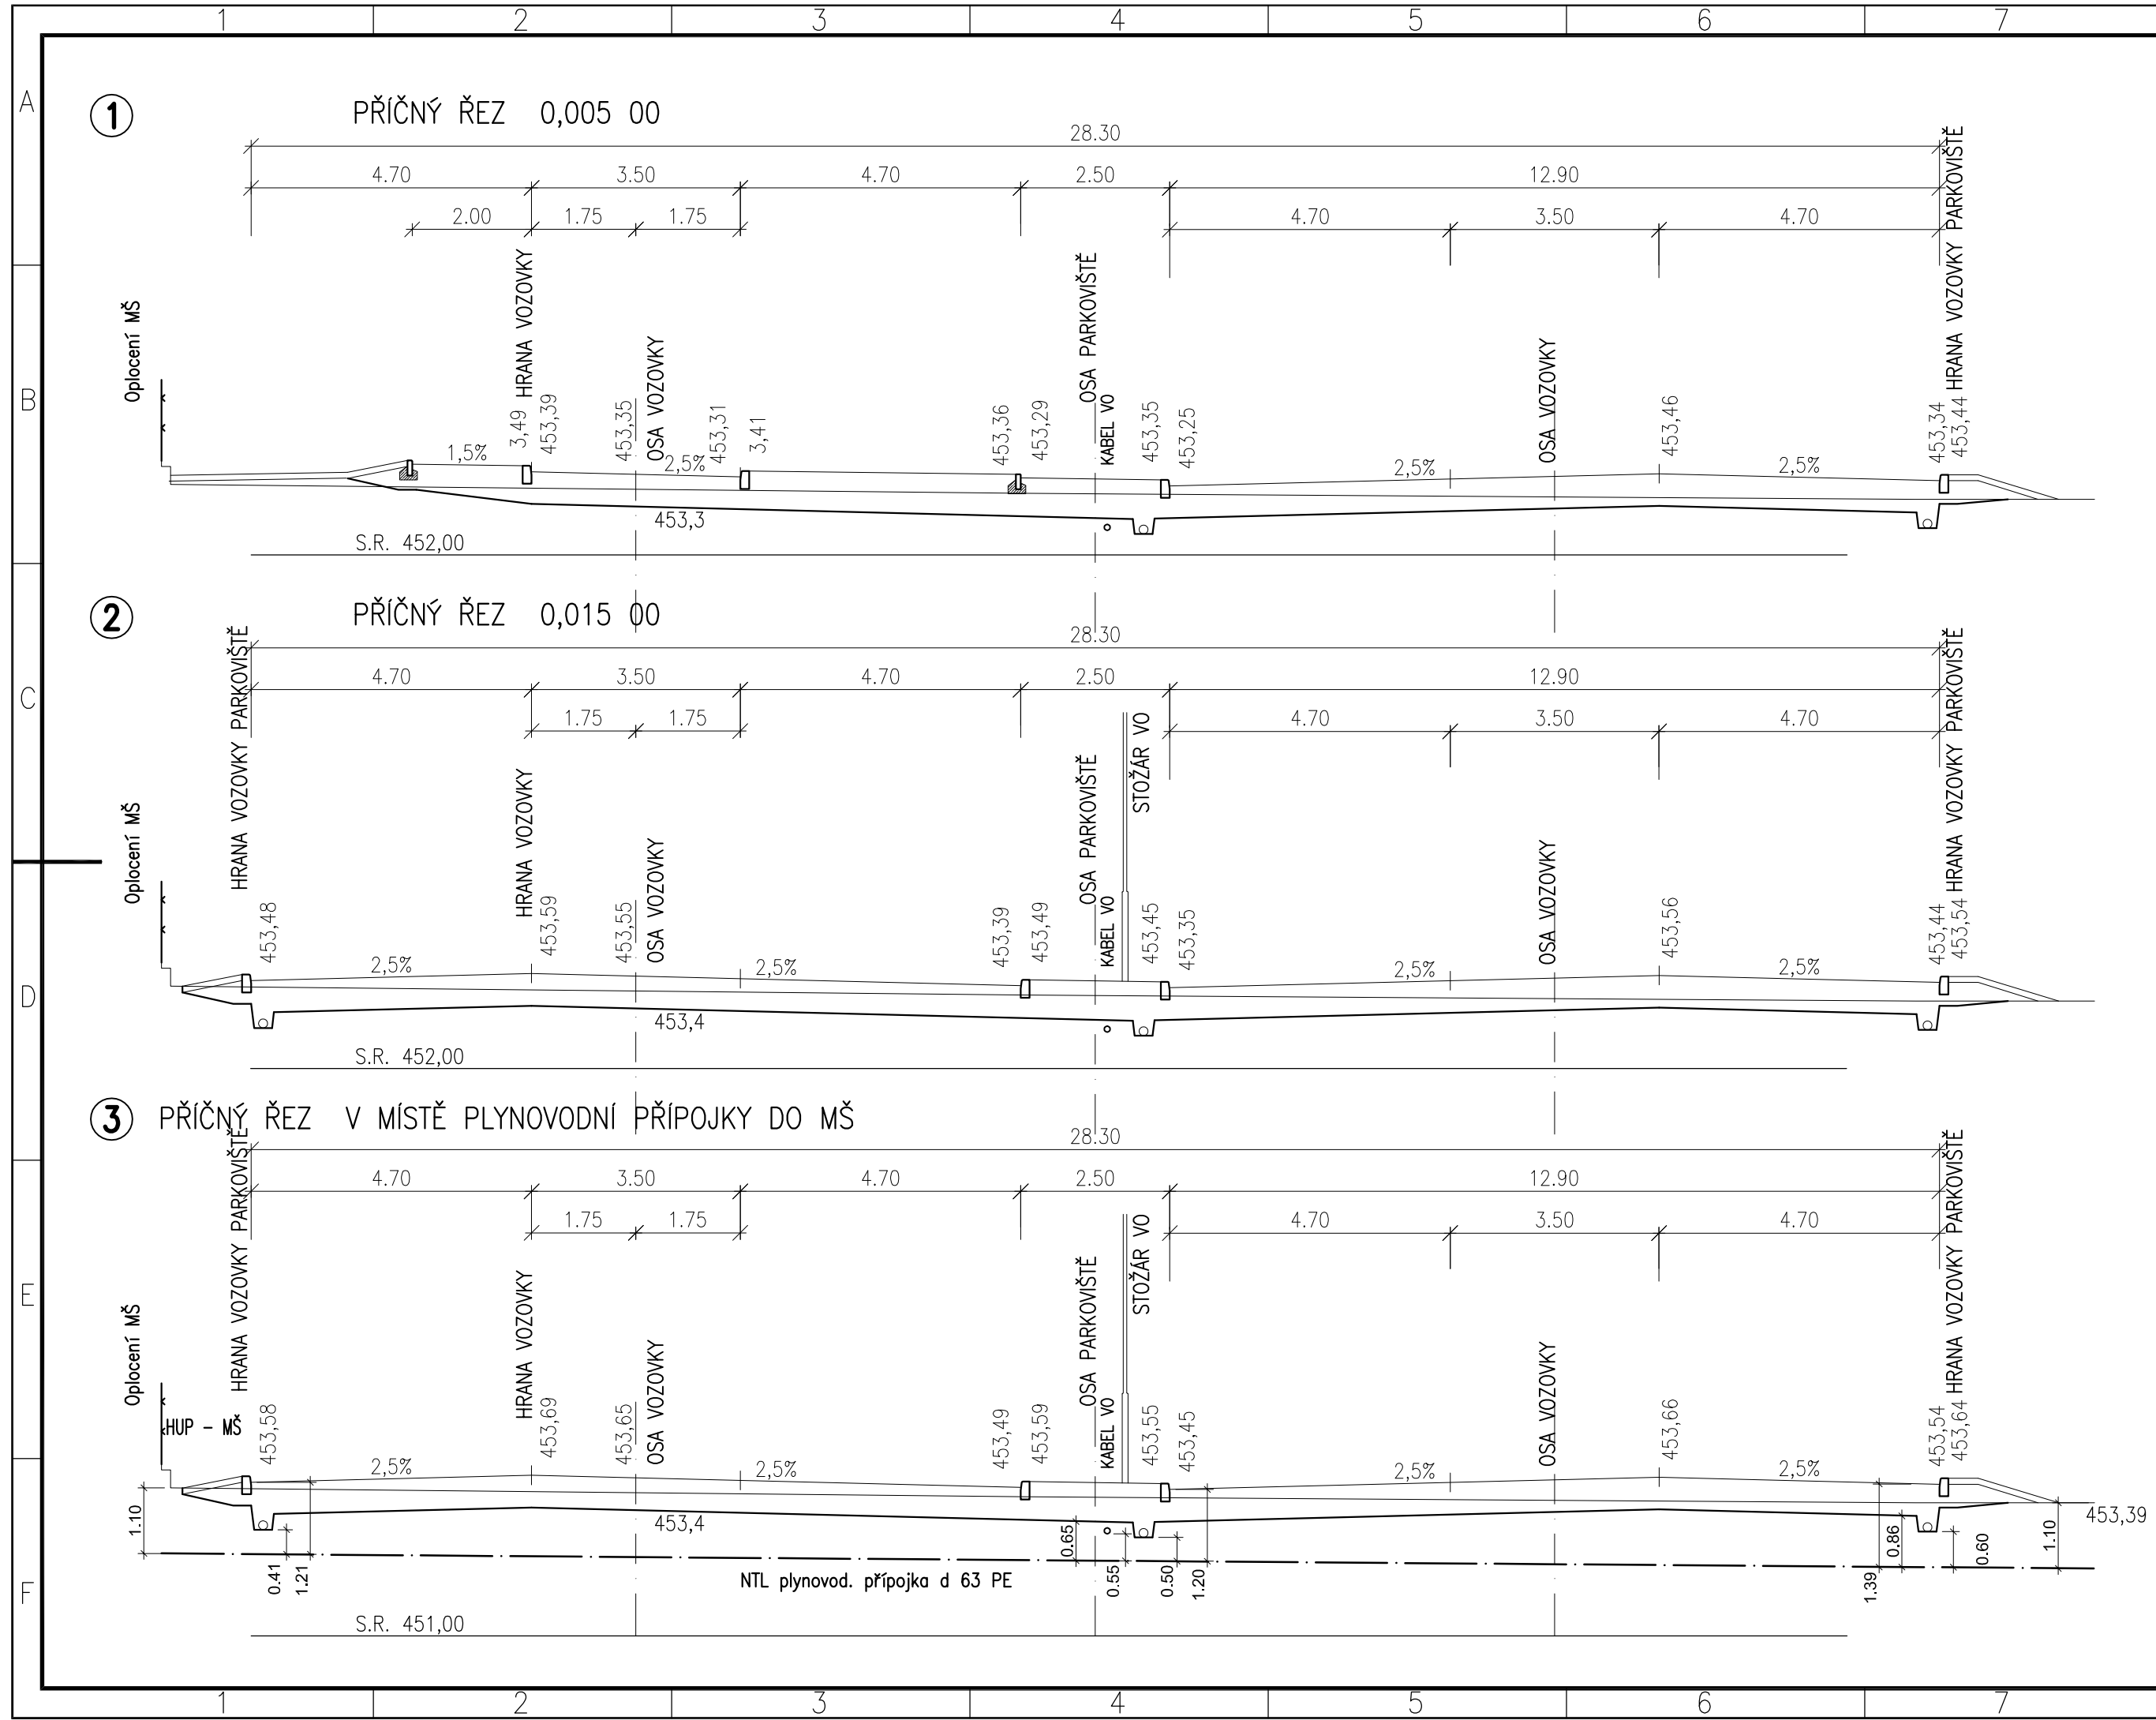 1 2 3 4 5 6 7
A
B
C
D
E
F
1 PŘÍČNÝ ŘEZ 0,005 00
28.30
4.70 3.50 4.70 2.50 12.90
2.00 1.75 1.75 4.70 3.50 4.70
Oplocení MŠ
HRANA VOZOVKY
OSA VOZOVKY
OSA PARKOVIŠTĚ
KABEL VO
OSA VOZOVKY
HRANA VOZOVKY PARKOVIŠTĚ
3,49
453,39
453,35
453,31
3,41
453,36
453,29
453,35
453,25
453,46
453,34
453,44
1,5% 2,5% 2,5% 2,5%
453,3
S.R. 452,00
2 PŘÍČNÝ ŘEZ 0,015 00
28.30
4.70 3.50 4.70 2.50 12.90
1.75 1.75 4.70 3.50 4.70
Oplocení MŠ
HRANA VOZOVKY PARKOVIŠTĚ
HRANA VOZOVKY
OSA VOZOVKY
OSA PARKOVIŠTĚ
KABEL VO
STOŽÁR VO
OSA VOZOVKY
HRANA VOZOVKY PARKOVIŠTĚ
453,48
453,59
453,55
453,39
453,49
453,45
453,35
453,56
453,44
453,54
2,5% 2,5% 2,5% 2,5%
453,4
S.R. 452,00
3 PŘÍČNÝ ŘEZ V MÍSTĚ PLYNOVODNÍ PŘÍPOJKY DO MŠ
28.30
4.70 3.50 4.70 2.50 12.90
1.75 1.75 4.70 3.50 4.70
Oplocení MŠ
HRANA VOZOVKY PARKOVIŠTĚ
HRANA VOZOVKY
OSA VOZOVKY
OSA PARKOVIŠTĚ
KABEL VO
STOŽÁR VO
OSA VOZOVKY
HRANA VOZOVKY PARKOVIŠTĚ
HUP - MŠ
453,58
453,69
453,65
453,49
453,59
453,55
453,45
453,66
453,54
453,64
2,5% 2,5% 2,5% 2,5%
453,4
453,39
1.10
0.41
1.21
0.65
0.55
0.50
1.20
1.39
0.86
0.60
1.10
NTL plynovod. přípojka d 63 PE
S.R. 451,00
1 2 3 4 5 6 7